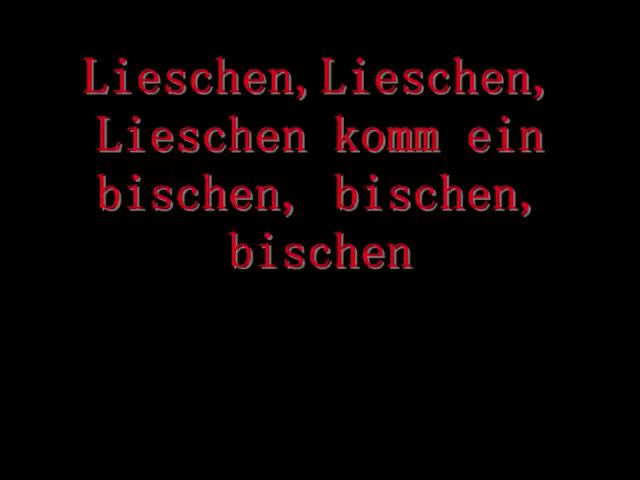 Lieschen,Lieschen,
Lieschen komm ein
bischen, bischen,
bischen